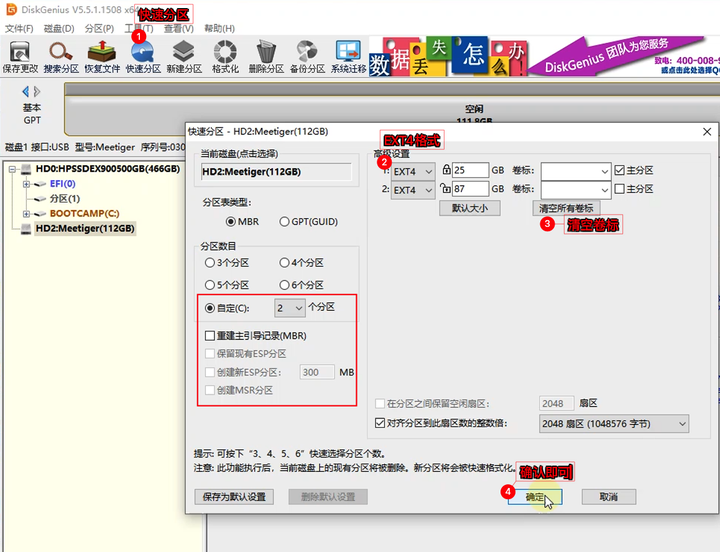 DiskGenius V5.5.1.1508 x64
快速分区
1
文件(F) 磁盘(D) 分区(P) 工具(T) 查看(V) 帮助(H)
保存更改 搜索分区 恢复文件 快速分区 新建分区 格式化 删除分区 备份分区 系统迁移
数据丢失怎么办!
DiskGenius 团队为您服务
致电: 400-008-9
或点击此处选择Q
基本
GPT
空闲
111.8GB
磁盘1 接口:USB 型号:Meetiger 序列号:030
HD0:HPSSDEX900500GB(466GB)
EFI(0)
分区(1)
BOOTCAMP(C:)
HD2:Meetiger(112GB)
快速分区 - HD2:Meetiger(112GB)
EXT4格式
2
当前磁盘(点击选择)
HD2:Meetiger(112GB)
分区表类型:
MBR GPT(GUID)
分区数目
3个分区 4个分区
5个分区 6个分区
自定(C): 2 个分区
重建主引导记录(MBR)
保留现有ESP分区
创建新ESP分区: 300 MB
创建MSR分区
高级设置
1: EXT4 25 GB 卷标: 主分区
2: EXT4 87 GB 卷标: 主分区
默认大小 清空所有卷标
3 清空卷标
在分区之间保留空闲扇区: 2048 扇区
对齐分区到此扇区数的整数倍: 2048 扇区 (1048576 字节)
提示: 可按下"3、4、5、6"快速选择分区个数。
注意: 此功能执行后，当前磁盘上的现有分区将被删除。新分区将会被快速格式化。
确认即可
4
保存为默认设置 删除默认设置 确定 取消